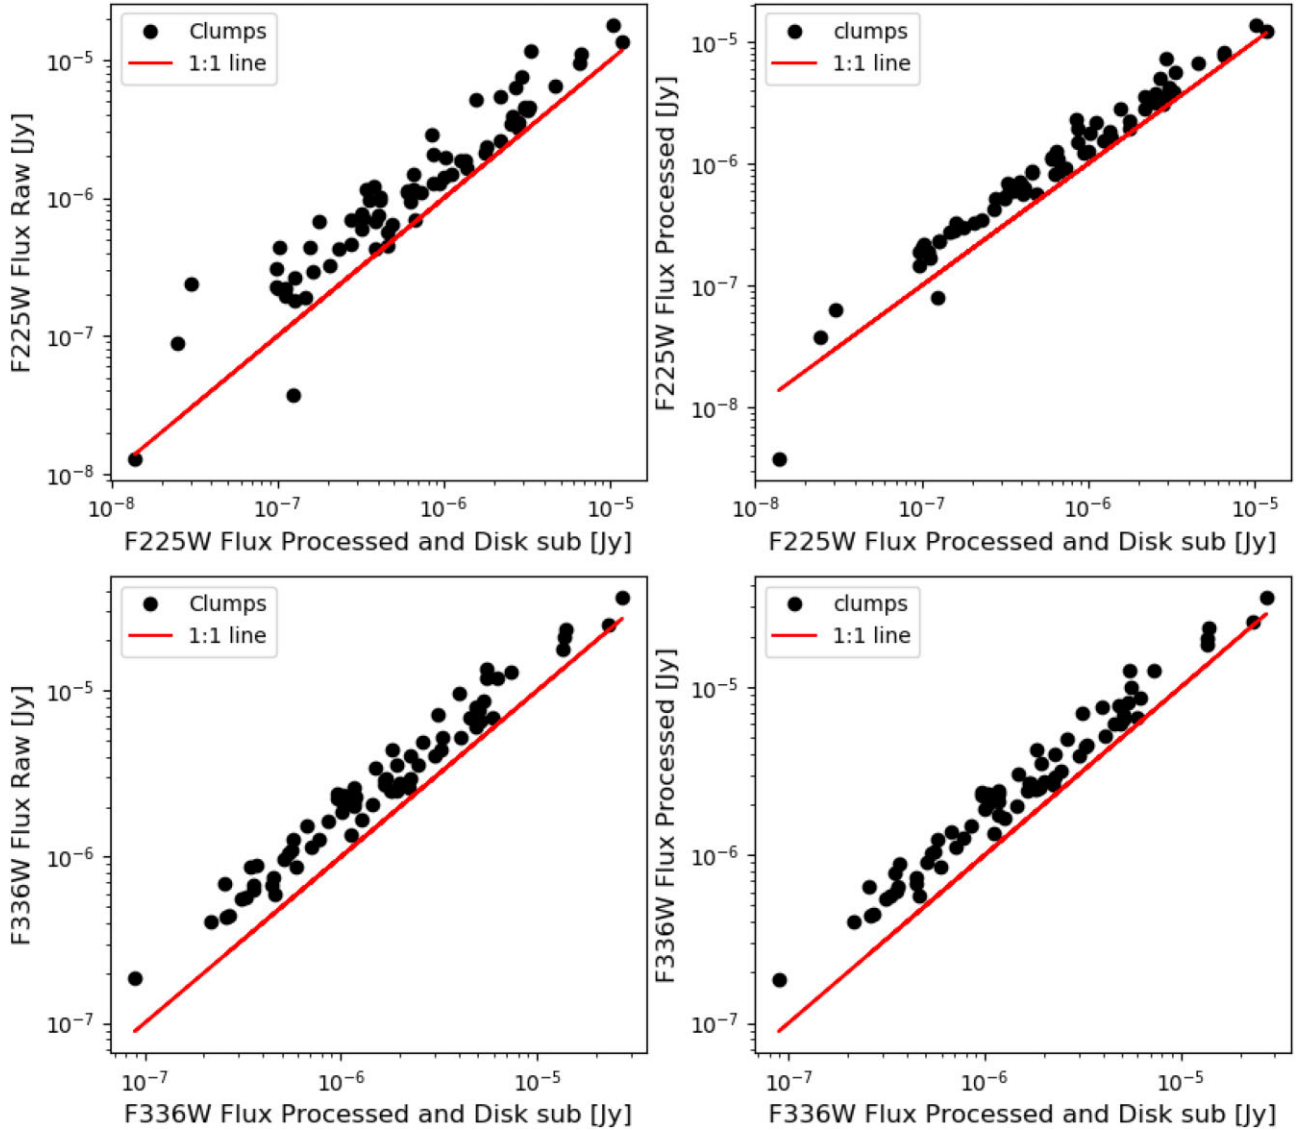 Clumps
1:1 line
10⁻⁵
10⁻⁶
10⁻⁷
10⁻⁸
F225W Flux Raw [Jy]
10⁻⁸ 10⁻⁷ 10⁻⁶ 10⁻⁵
F225W Flux Processed and Disk sub [Jy]
clumps
1:1 line
10⁻⁵
10⁻⁶
10⁻⁷
10⁻⁸
F225W Flux Processed [Jy]
10⁻⁸ 10⁻⁷ 10⁻⁶ 10⁻⁵
F225W Flux Processed and Disk sub [Jy]
Clumps
1:1 line
10⁻⁵
10⁻⁶
10⁻⁷
F336W Flux Raw [Jy]
10⁻⁷ 10⁻⁶ 10⁻⁵
F336W Flux Processed and Disk sub [Jy]
clumps
1:1 line
10⁻⁵
10⁻⁶
10⁻⁷
F336W Flux Processed [Jy]
10⁻⁷ 10⁻⁶ 10⁻⁵
F336W Flux Processed and Disk sub [Jy]